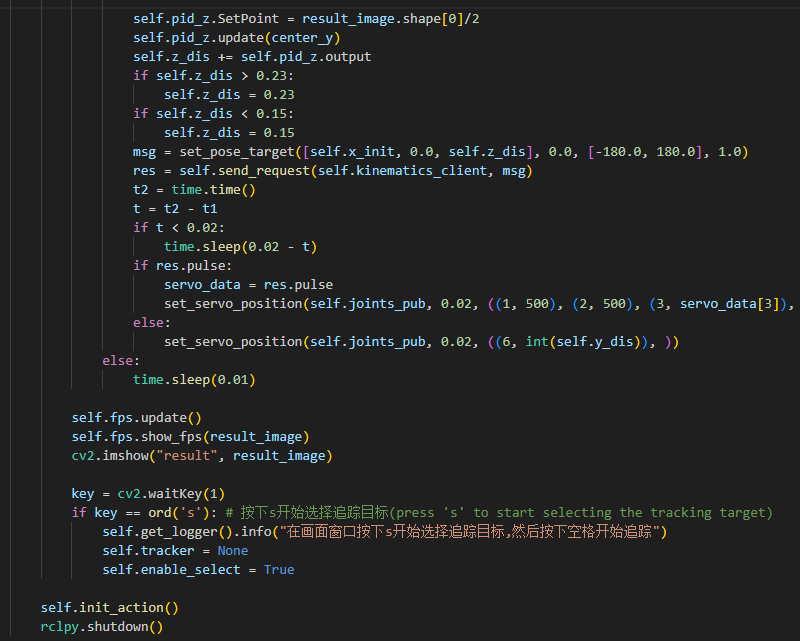 self.pid_z.SetPoint = result_image.shape[0]/2
self.pid_z.update(center_y)
self.z_dis += self.pid_z.output
if self.z_dis > 0.23:
self.z_dis = 0.23
if self.z_dis < 0.15:
self.z_dis = 0.15
msg = set_pose_target([self.x_init, 0.0, self.z_dis], 0.0, [-180.0, 180.0], 1.0)
res = self.send_request(self.kinematics_client, msg)
t2 = time.time()
t = t2 - t1
if t < 0.02:
time.sleep(0.02 - t)
if res.pulse:
servo_data = res.pulse
set_servo_position(self.joints_pub, 0.02, ((1, 500), (2, 500), (3, servo_data[3]),
else:
set_servo_position(self.joints_pub, 0.02, ((6, int(self.y_dis)), ))
else:
time.sleep(0.01)
self.fps.update()
self.fps.show_fps(result_image)
cv2.imshow("result", result_image)
key = cv2.waitKey(1)
if key == ord('s'): # 按下s开始选择追踪目标(press 's' to start selecting the tracking target)
self.get_logger().info("在画面窗口按下s开始选择追踪目标,然后按下空格开始追踪")
self.tracker = None
self.enable_select = True
self.init_action()
rclpy.shutdown()